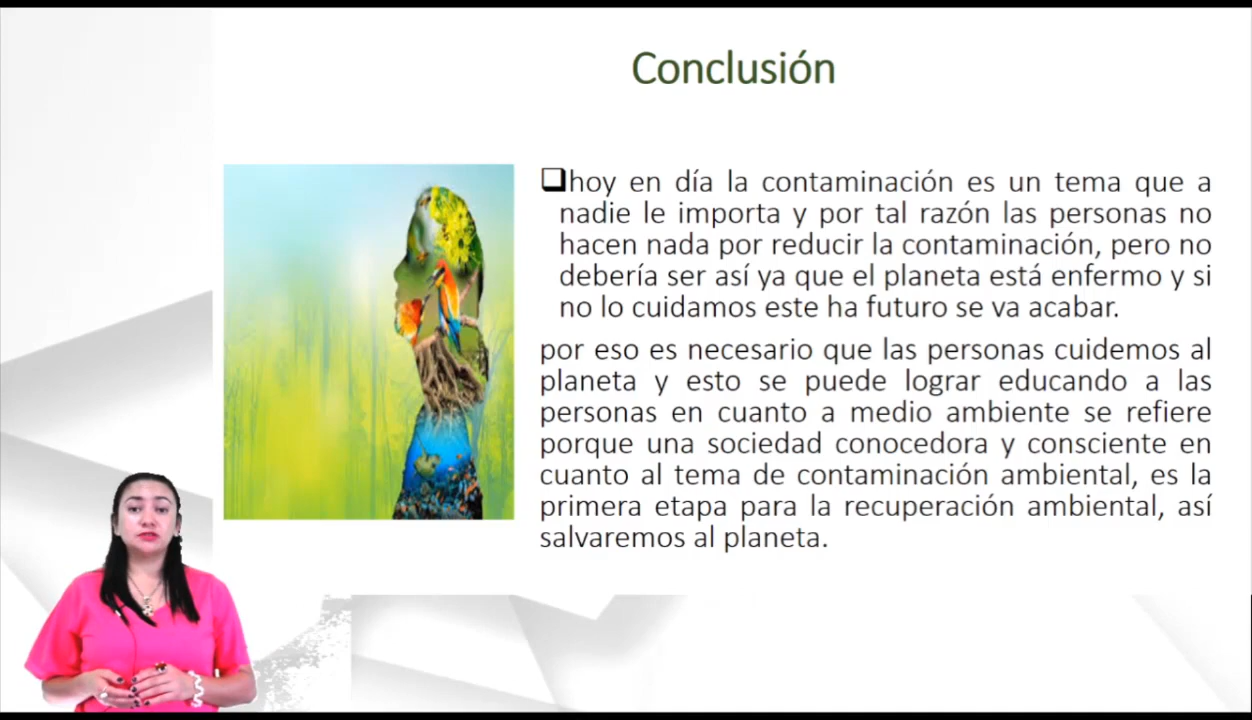 Conclusión
hoy en día la contaminación es un tema que a
nadie le importa y por tal razón las personas no
hacen nada por reducir la contaminación, pero no
debería ser así ya que el planeta está enfermo y si
no lo cuidamos este ha futuro se va acabar.
por eso es necesario que las personas cuidemos al
planeta y esto se puede lograr educando a las
personas en cuanto a medio ambiente se refiere
porque una sociedad conocedora y consciente en
cuanto al tema de contaminación ambiental, es la
primera etapa para la recuperación ambiental, así
salvaremos al planeta.